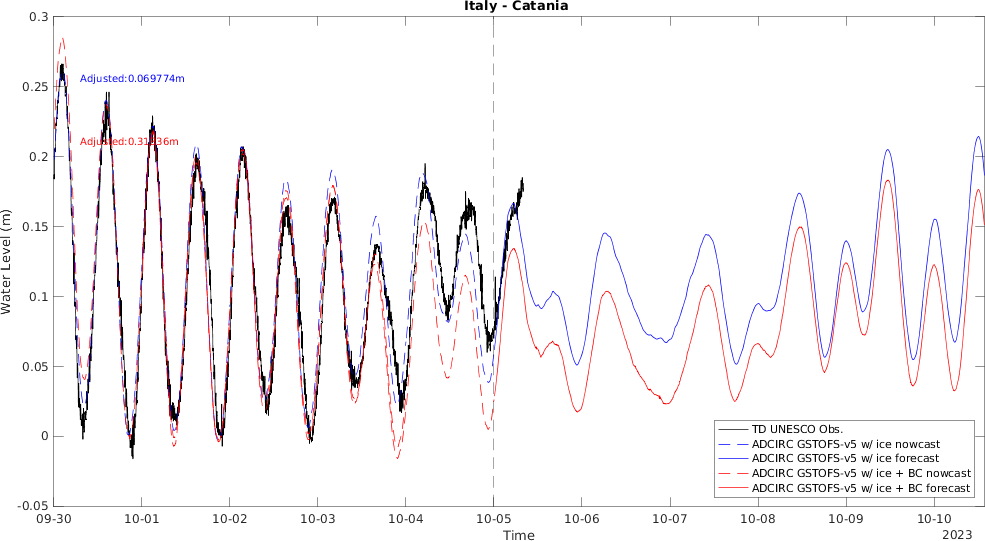 Italy - Catania
0.3
0.25
0.2
0.15
0.1
0.05
0
-0.05
Water Level (m)
Adjusted:0.069774m
TD UNESCO Obs.
ADCIRC GSTOFS-v5 w/ ice nowcast
ADCIRC GSTOFS-v5 w/ ice forecast
ADCIRC GSTOFS-v5 w/ ice + BC nowcast
ADCIRC GSTOFS-v5 w/ ice + BC forecast
09-30 10-01 10-02 10-03 10-04 10-05 10-06 10-07 10-08 10-09 10-10
Time
2023